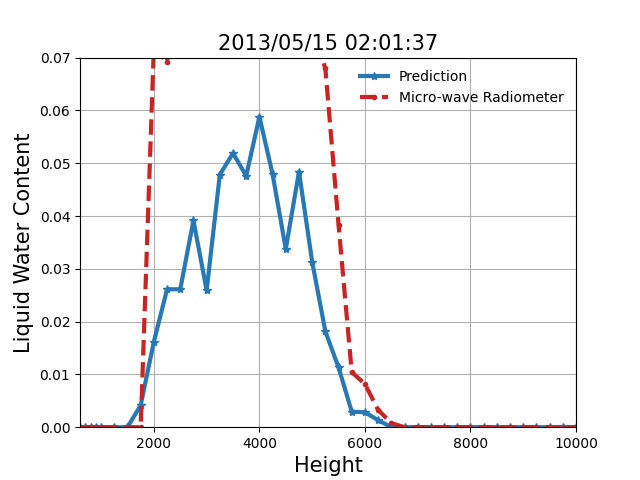 2013/05/15 02:01:37
Prediction
Micro-wave Radiometer
Liquid Water Content
0.07
0.06
0.05
0.04
0.03
0.02
0.01
0.00
2000 4000 6000 8000 10000
Height